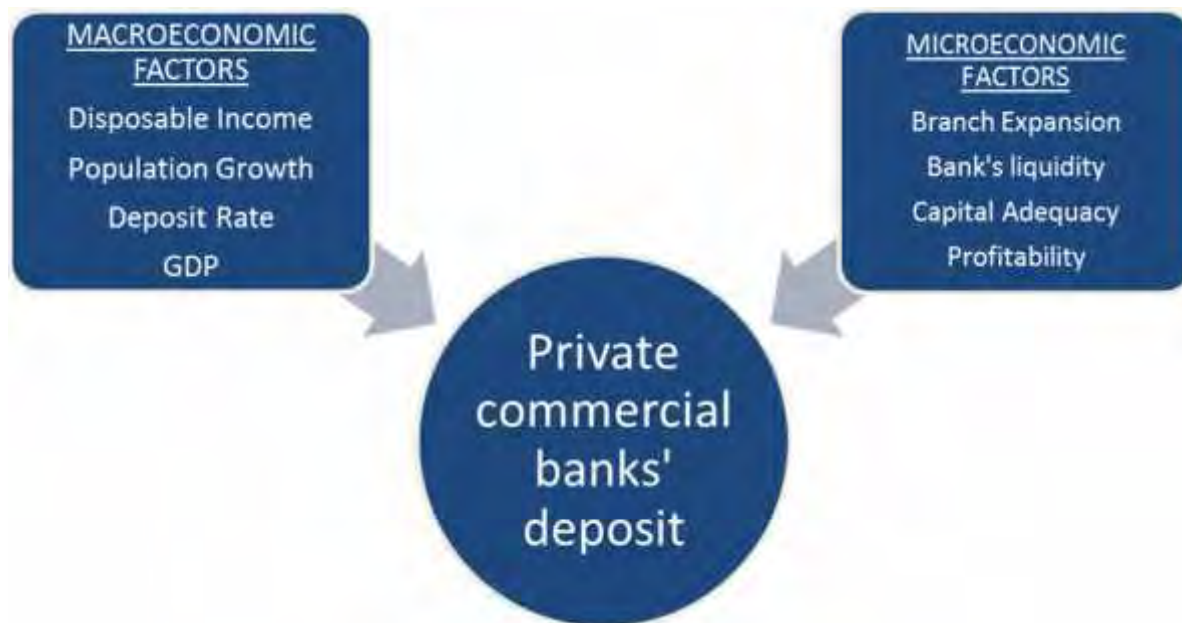 MACROECONOMIC
FACTORS
Disposable Income
Population Growth
Deposit Rate
GDP
MICROECONOMIC
FACTORS
Branch Expansion
Bank's liquidity
Capital Adequacy
Profitability
Private
commercial
banks'
deposit